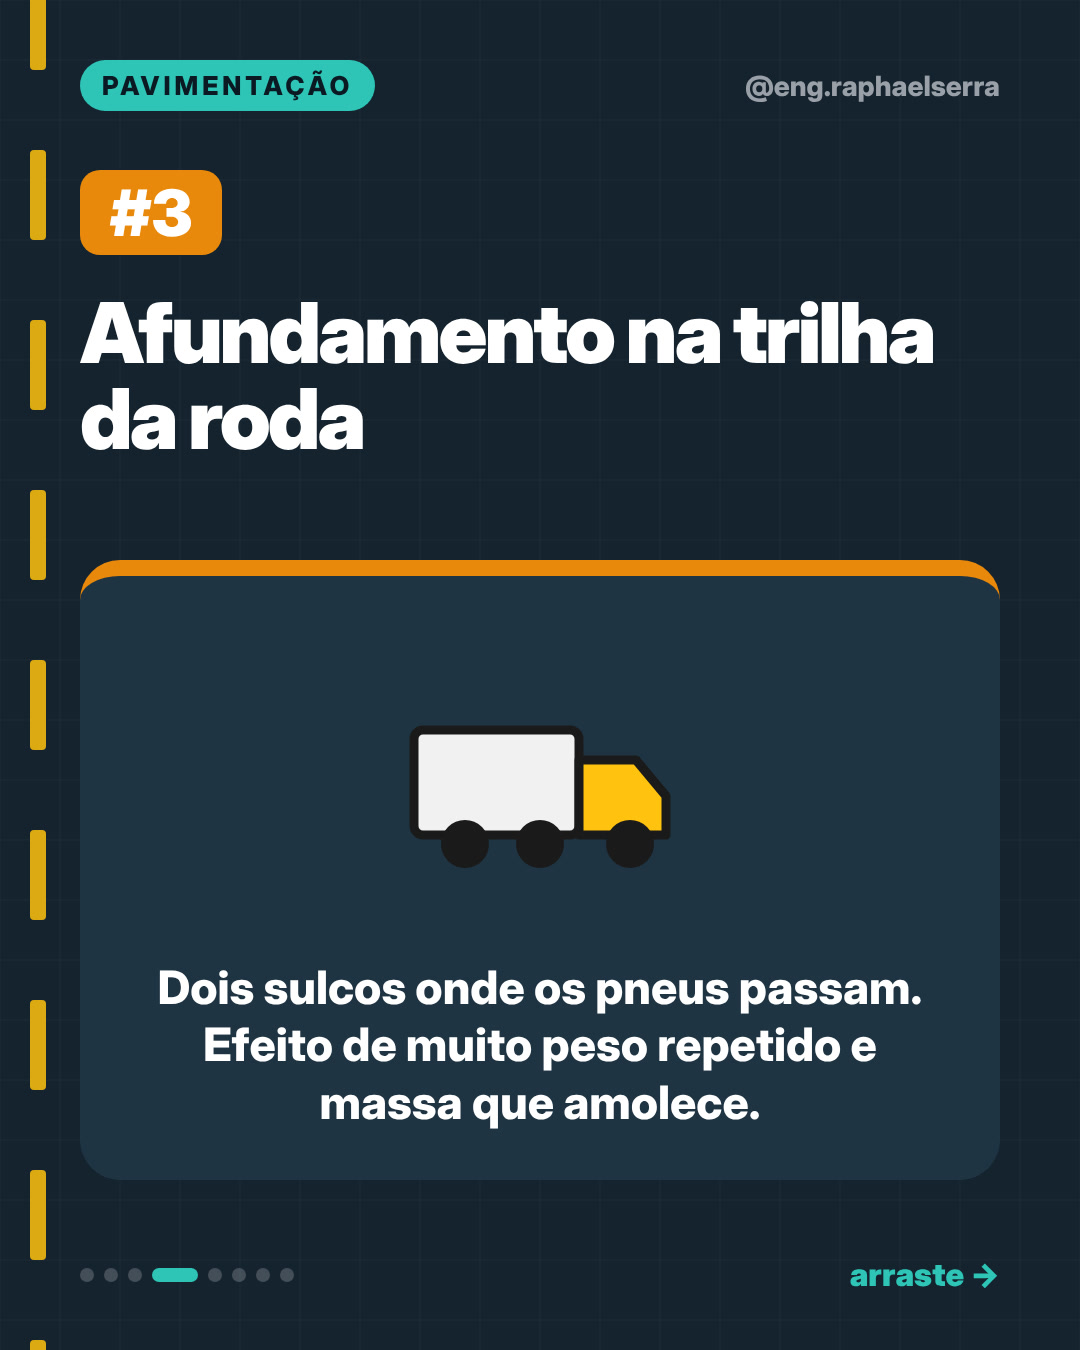 PAVIMENTAÇÃO
@eng.raphaelserra
#3
Afundamento na trilha
da roda
Dois sulcos onde os pneus passam.
Efeito de muito peso repetido e
massa que amolece.
arraste →